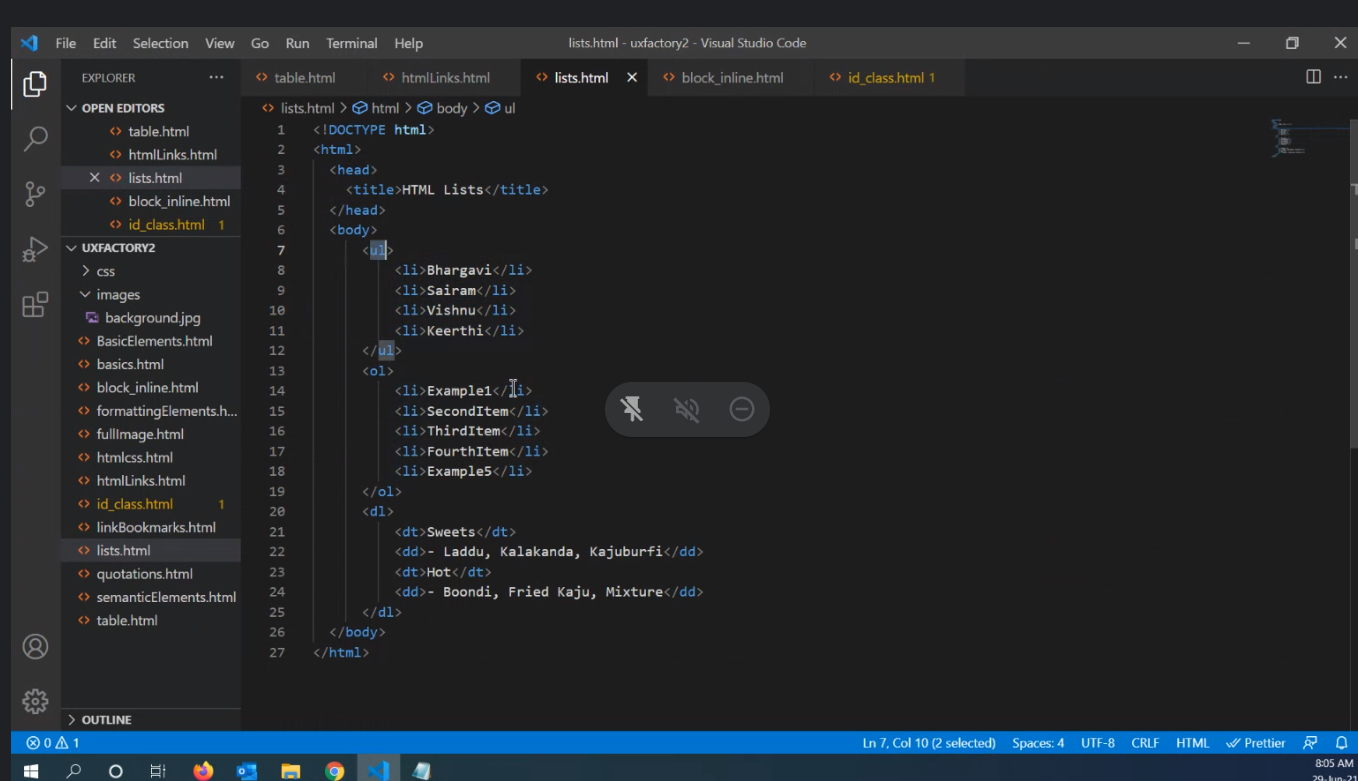 File Edit Selection View Go Run Terminal Help lists.html - uxfactory2 - Visual Studio Code
EXPLORER ··· table.html htmlLinks.html lists.html block_inline.html id_class.html 1 ···
OPEN EDITORS
table.html
htmlLinks.html
lists.html
block_inline.html
id_class.html 1
UXFACTORY2
css
images
background.jpg
BasicElements.html
basics.html
block_inline.html
formattingElements.h...
fullImage.html
htmlcss.html
htmlLinks.html
id_class.html 1
linkBookmarks.html
lists.html
quotations.html
semanticElements.html
table.html
OUTLINE
lists.html > html > body > ul
1 <!DOCTYPE html>
2 <html>
3 <head>
4 <title>HTML Lists</title>
5 </head>
6 <body>
7 <ul>
8 <li>Bhargavi</li>
9 <li>Sairam</li>
10 <li>Vishnu</li>
11 <li>Keerthi</li>
12 </ul>
13 <ol>
14 <li>Example1</li>
15 <li>SecondItem</li>
16 <li>ThirdItem</li>
17 <li>FourthItem</li>
18 <li>Example5</li>
19 </ol>
20 <dl>
21 <dt>Sweets</dt>
22 <dd>- Laddu, Kalakanda, Kajuburfi</dd>
23 <dt>Hot</dt>
24 <dd>- Boondi, Fried Kaju, Mixture</dd>
25 </dl>
26 </body>
27 </html>
0 1 Ln 7, Col 10 (2 selected) Spaces: 4 UTF-8 CRLF HTML Prettier
8:05 AM
29-Jun-21